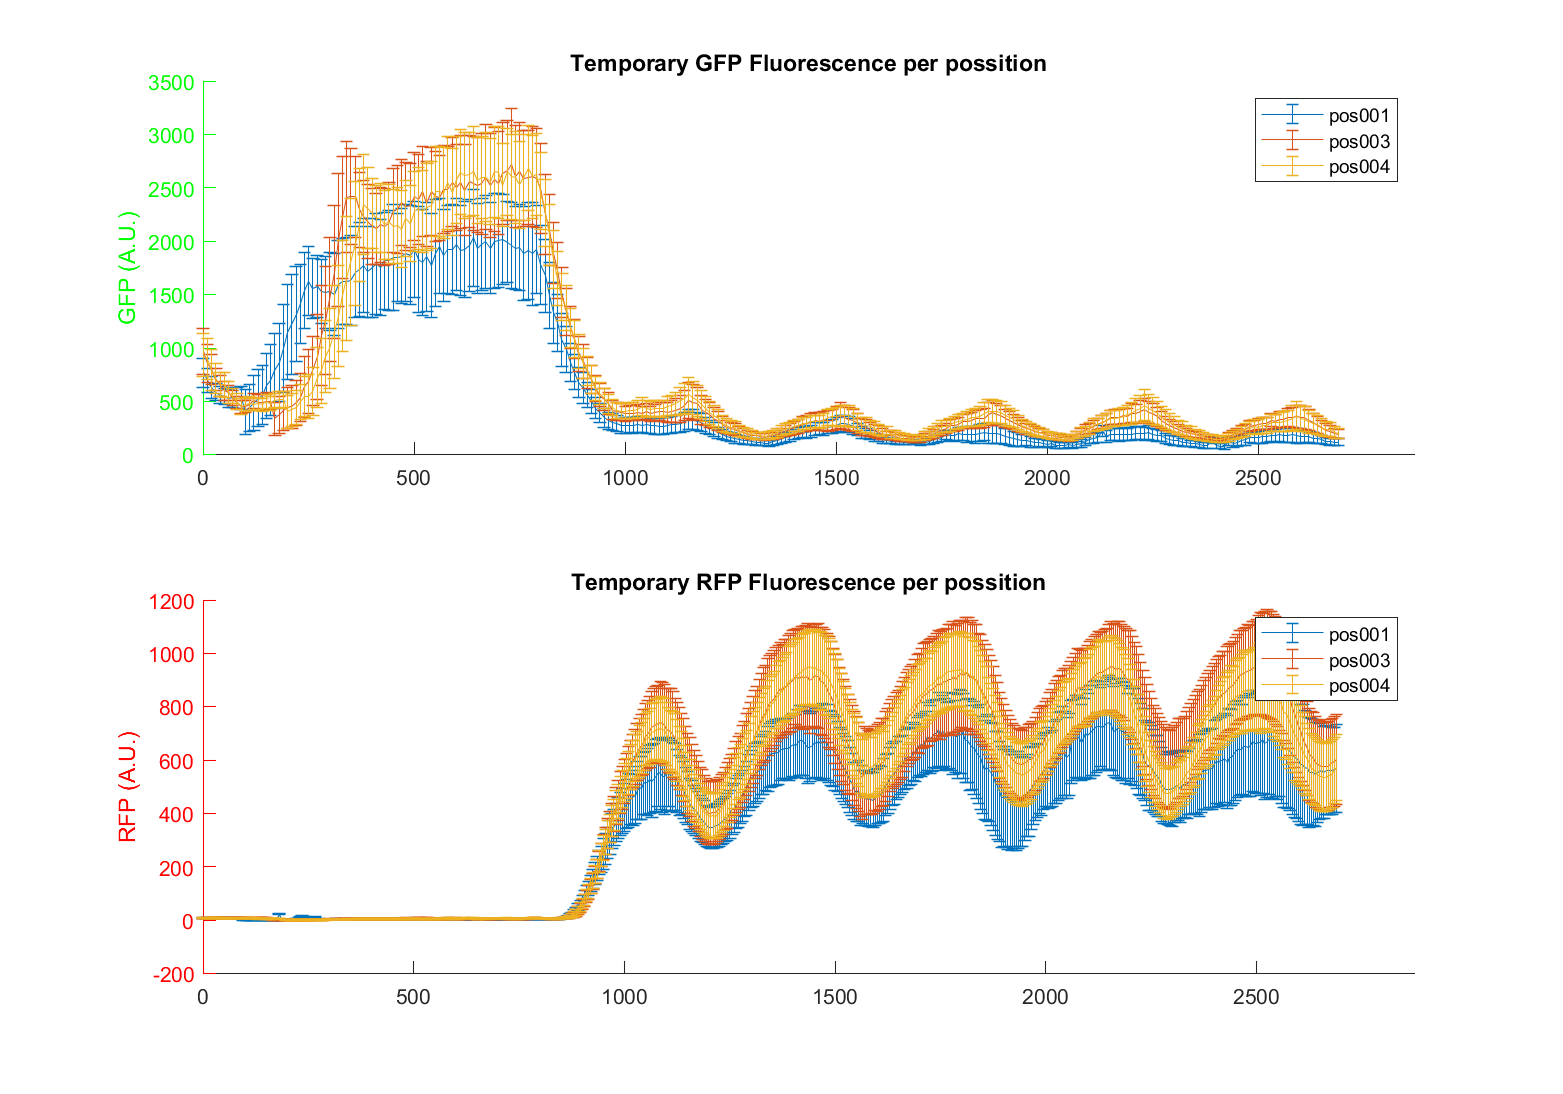 Temporary GFP Fluorescence per possition
GFP (A.U.)
3500
3000
2500
2000
1500
1000
500
0
0 500 1000 1500 2000 2500
pos001
pos003
pos004
Temporary RFP Fluorescence per possition
RFP (A.U.)
1200
1000
800
600
400
200
0
-200
0 500 1000 1500 2000 2500
pos001
pos003
pos004